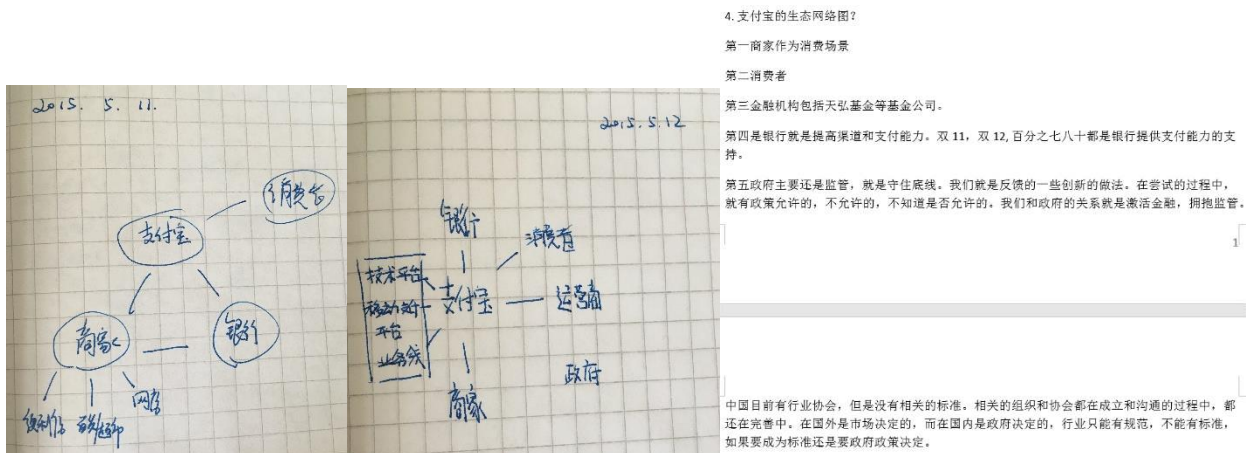 2015. 5. 11.
消费者
支付宝
商家
银行
便利店
网店
2015.5.12
银行
消费者
技术平台
移动支付
平台
业务线
支付宝
运营商
商家
政府
4. 支付宝的生态网络图？
第一商家作为消费场景
第二消费者
第三金融机构包括天弘基金等基金公司。
第四是银行就是提高渠道和支付能力。双 11，双 12, 百分之七八十都是银行提供支付能力的支
持。
第五政府主要还是监管，就是守住底线。我们就是反馈的一些创新的做法。在尝试的过程中，
就有政策允许的，不允许的，不知道是否允许的。我们和政府的关系就是激活金融，拥抱监管。
1
中国目前有行业协会，但是没有相关的标准。相关的组织和协会都在成立和沟通的过程中，都
还在完善中。在国外是市场决定的，而在国内是政府决定的，行业只能有规范，不能有标准，
如果要成为标准还是要政府政策决定。